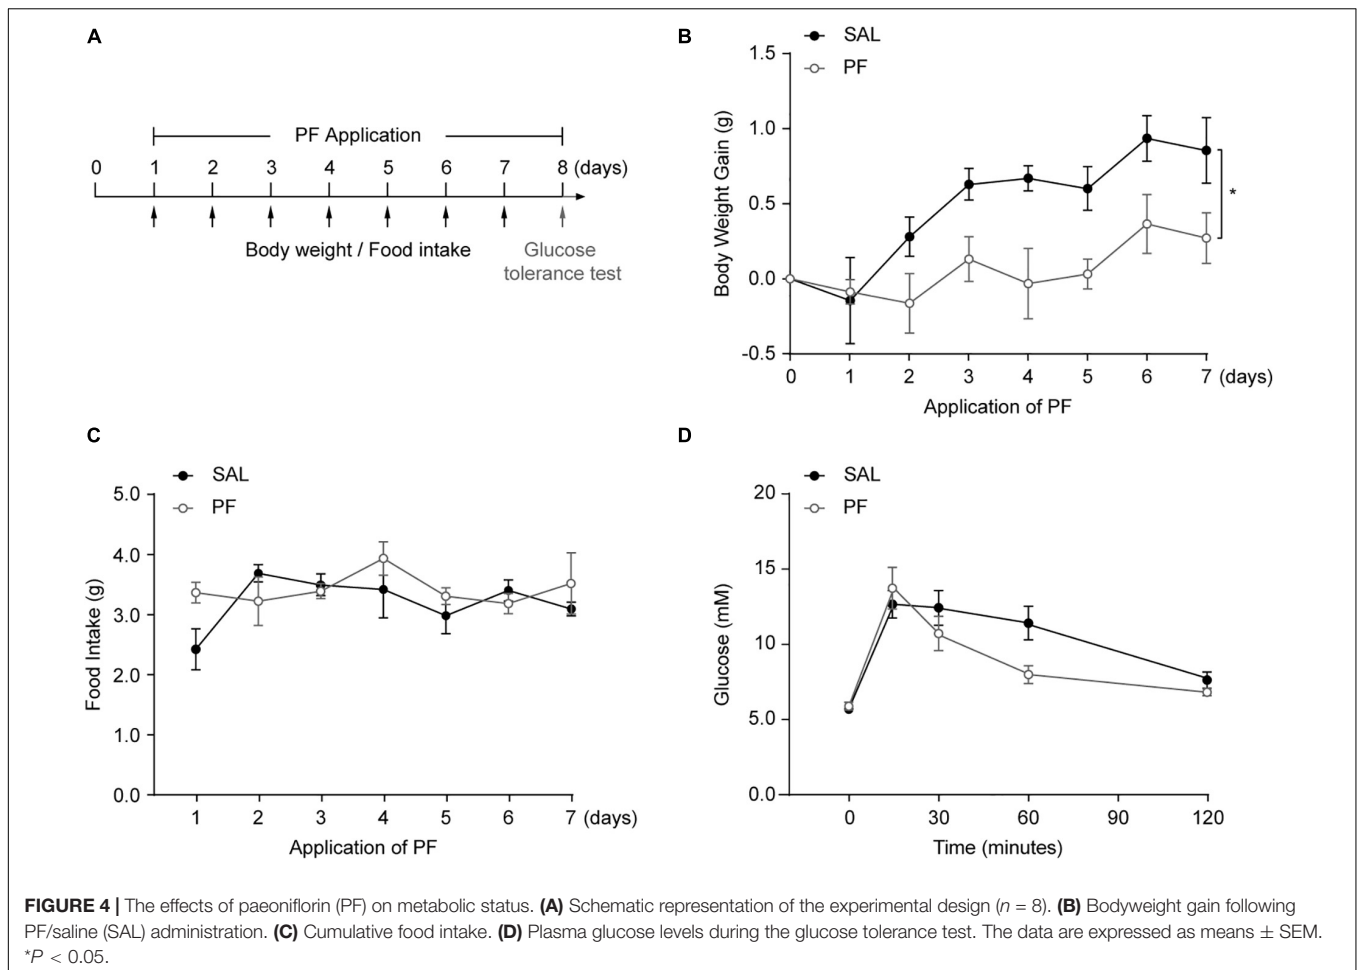 A
PF Application
0 1 2 3 4 5 6 7 8 (days)
Body weight / Food intake
Glucose
tolerance test
B
SAL
PF
1.5
1.0
0.5
0.0
-0.5
Body Weight Gain (g)
*
0 1 2 3 4 5 6 7 (days)
Application of PF
C
SAL
PF
5.0
4.0
3.0
2.0
1.0
0.0
Food Intake (g)
1 2 3 4 5 6 7 (days)
Application of PF
D
SAL
PF
20
15
10
5.0
0.0
Glucose (mM)
0 30 60 90 120
Time (minutes)
FIGURE 4 | The effects of paeoniflorin (PF) on metabolic status. (A) Schematic representation of the experimental design (n = 8). (B) Bodyweight gain following
PF/saline (SAL) administration. (C) Cumulative food intake. (D) Plasma glucose levels during the glucose tolerance test. The data are expressed as means ± SEM.
*P < 0.05.